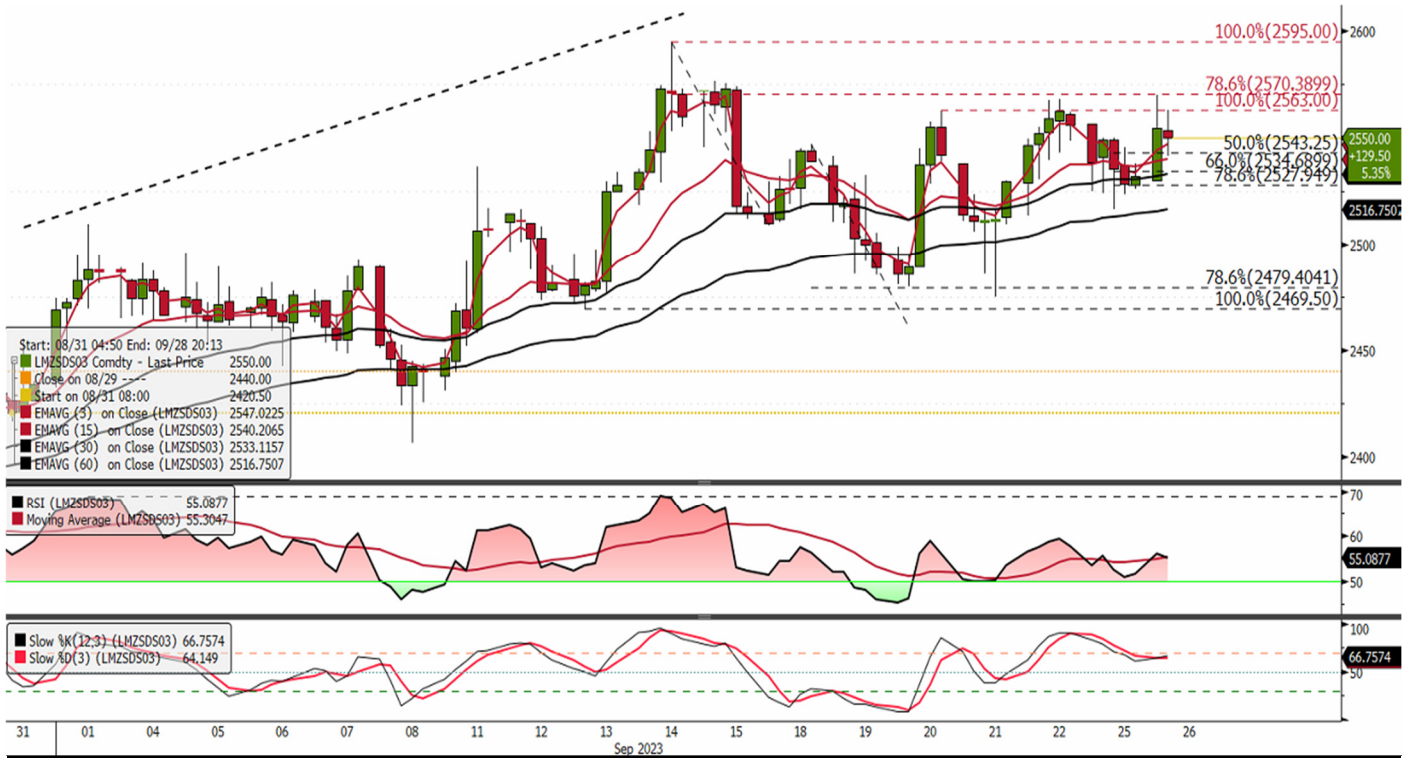 100.0%(2595.00)
2600
78.6%(2570.3899)
100.0%(2563.00)
2550.00
+129.50
5.35%
50.0%(2543.25)
66.0%(2534.6899)
78.6%(2527.949)
2516.7507
2500
78.6%(2479.4041)
100.0%(2469.50)
2450
2400
Start: 08/31 04:50 End: 09/28 20:13
LMZSDS03 Comdty - Last Price 2550.00
Close on 08/29 ---- 2440.00
Start on 08/31 08:00 2420.50
EMAVG (3) on Close (LMZSDS03) 2547.0225
EMAVG (15) on Close (LMZSDS03) 2540.2065
EMAVG (30) on Close (LMZSDS03) 2533.1157
EMAVG (60) on Close (LMZSDS03) 2516.7507
RSI (LMZSDS03) 55.0877
Moving Average (LMZSDS03) 55.3047
70
60
55.0877
50
Slow %K(12,3) (LMZSDS03) 66.7574
Slow %D(3) (LMZSDS03) 64.149
100
66.7574
50
31 01 04 05 06 07 08 11 12 13 14 15 18 19 20 21 22 25 26
Sep 2023